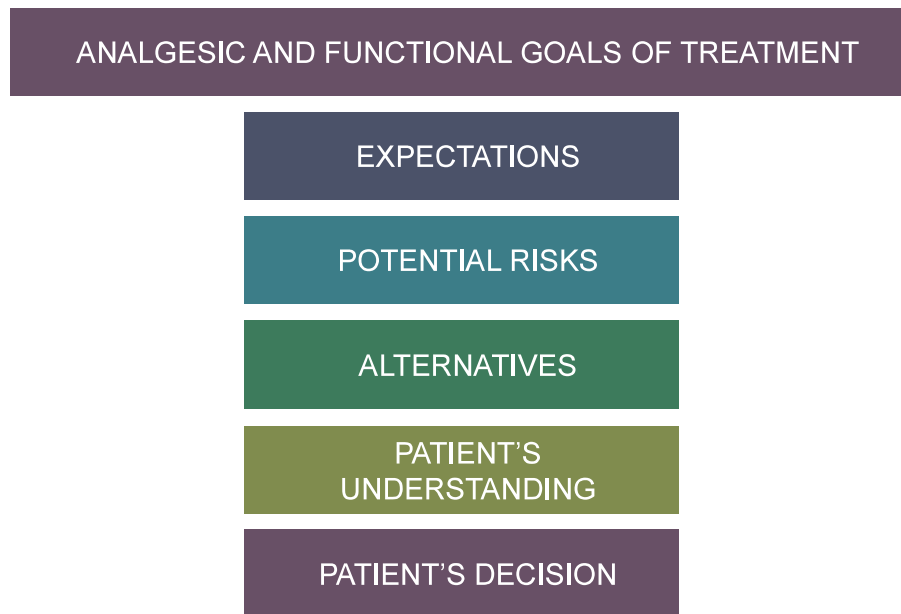 ANALGESIC AND FUNCTIONAL GOALS OF TREATMENT
EXPECTATIONS
POTENTIAL RISKS
ALTERNATIVES
PATIENT’S
UNDERSTANDING
PATIENT’S DECISION